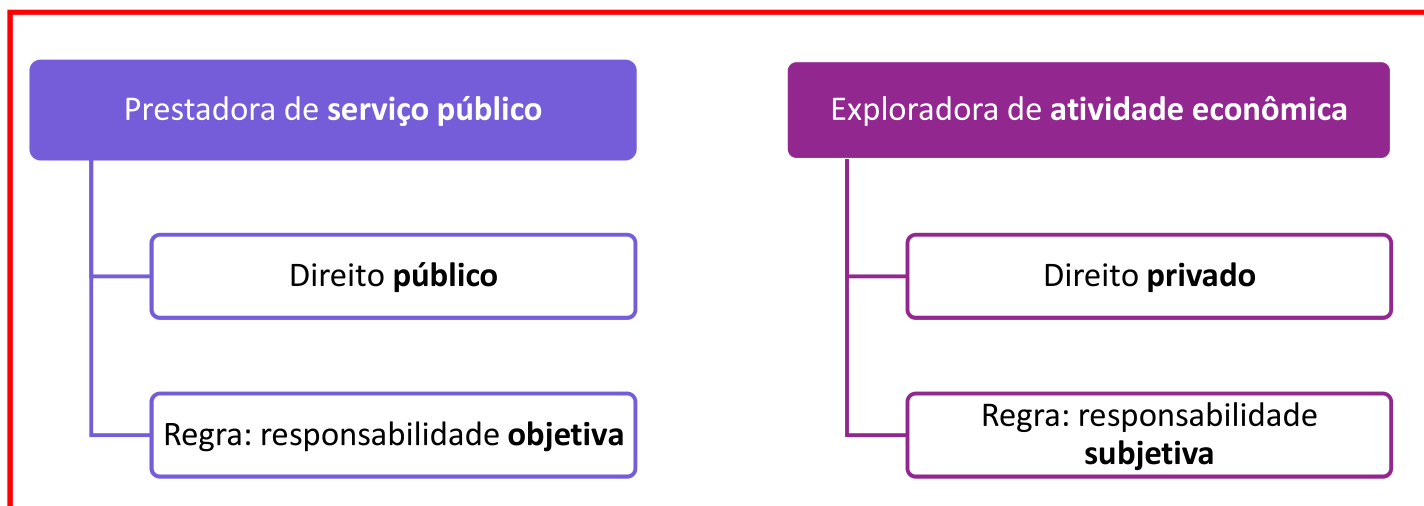 Prestadora de serviço público
Direito público
Regra: responsabilidade objetiva
Exploradora de atividade econômica
Direito privado
Regra: responsabilidade
subjetiva